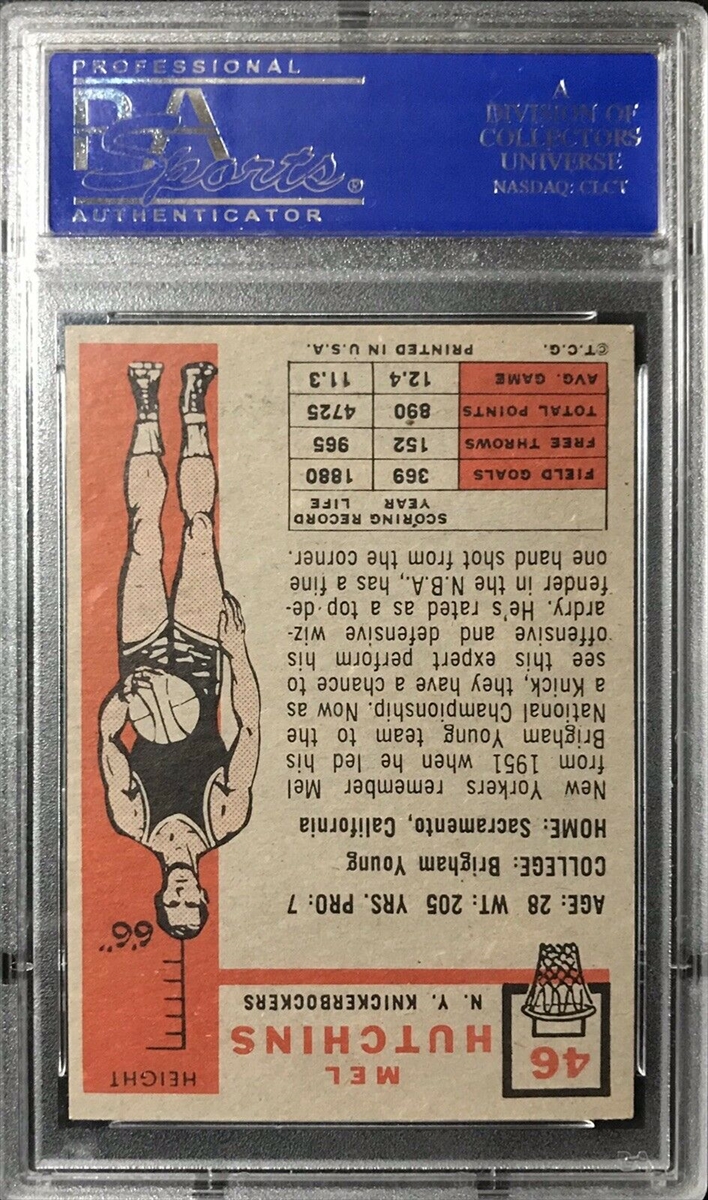 PROFESSIONAL
PSA
Sports®
AUTHENTICATOR
A
DIVISION OF
COLLECTORS
UNIVERSE
NASDAQ: CLCT
46
MEL
HUTCHINS
N. Y. KNICKERBOCKERS
HEIGHT
6'6"
AGE: 28 WT: 205 YRS. PRO: 7
COLLEGE: Brigham Young
HOME: Sacramento, California
New Yorkers remember Mel
from 1951 when he led his
Brigham Young team to the
National Championship. Now as
a Knick, they have a chance to
see this expert perform his
offensive and defensive wiz-
ardry. He's rated as a top de-
fender in the N.B.A., has a fine
one hand shot from the corner.
SCORING RECORD
YEAR LIFE
FIELD GOALS 369 1880
FREE THROWS 152 965
TOTAL POINTS 890 4725
AVG. GAME 12.4 11.3
©T.C.G. PRINTED IN U.S.A.
PSA